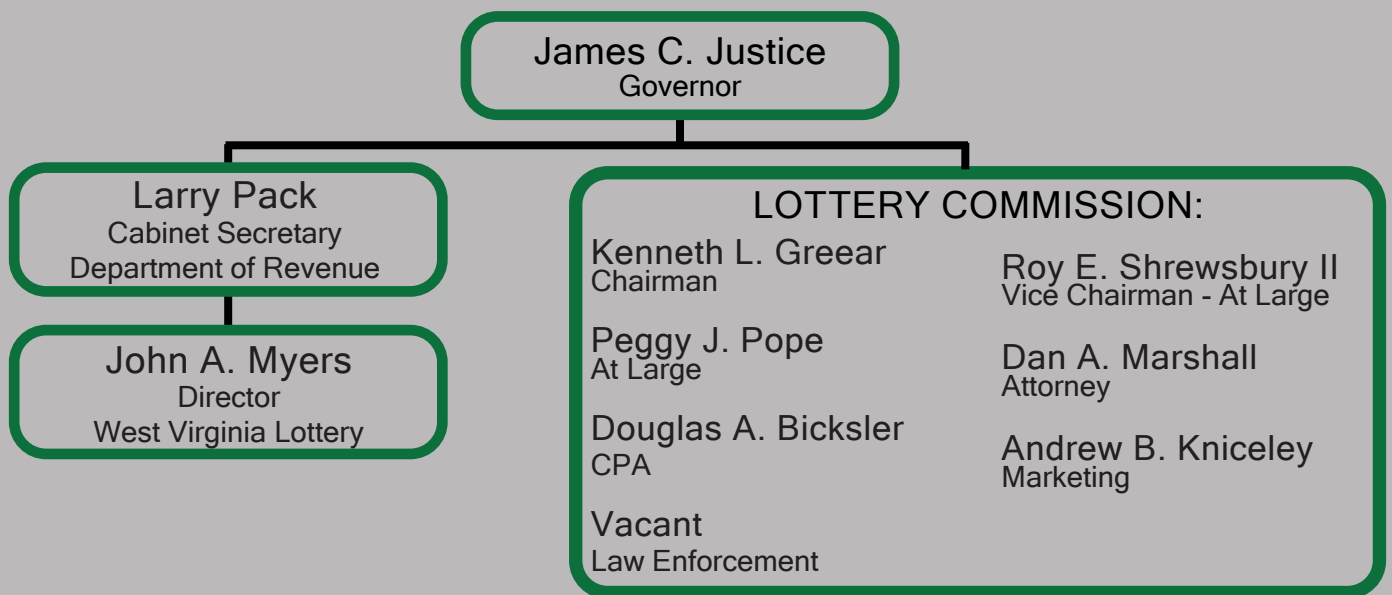 James C. Justice
Governor
Larry Pack
Cabinet Secretary
Department of Revenue
John A. Myers
Director
West Virginia Lottery
LOTTERY COMMISSION:
Kenneth L. Greear
Chairman
Peggy J. Pope
At Large
Douglas A. Bicksler
CPA
Vacant
Law Enforcement
Roy E. Shrewsbury II
Vice Chairman - At Large
Dan A. Marshall
Attorney
Andrew B. Kniceley
Marketing